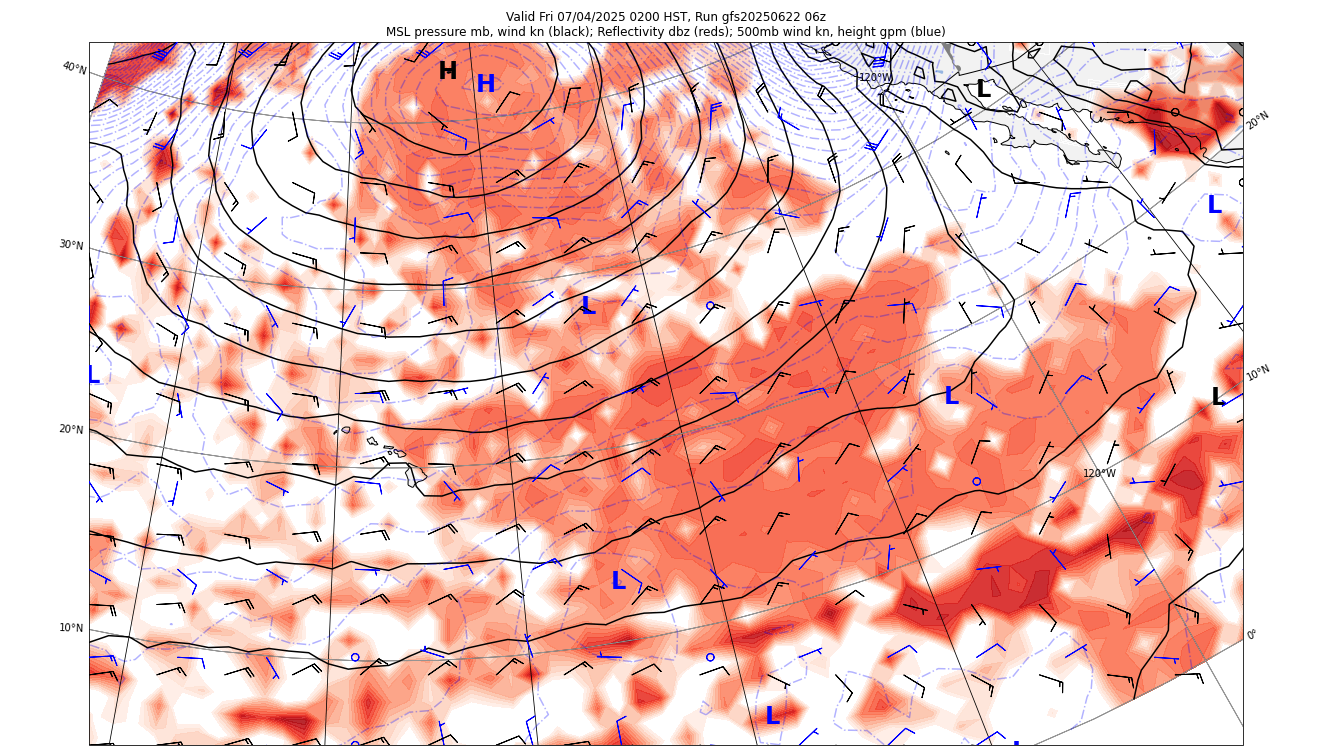 Valid Fri 07/04/2025 0200 HST, Run gfs20250622 06z
MSL pressure mb, wind kn (black); Reflectivity dbz (reds); 500mb wind kn, height gpm (blue)
40°N
H
H
120°W
L
20°N
L
30°N
L
L
L
10°N
L
20°N
120°W
L
10°N
0°
L